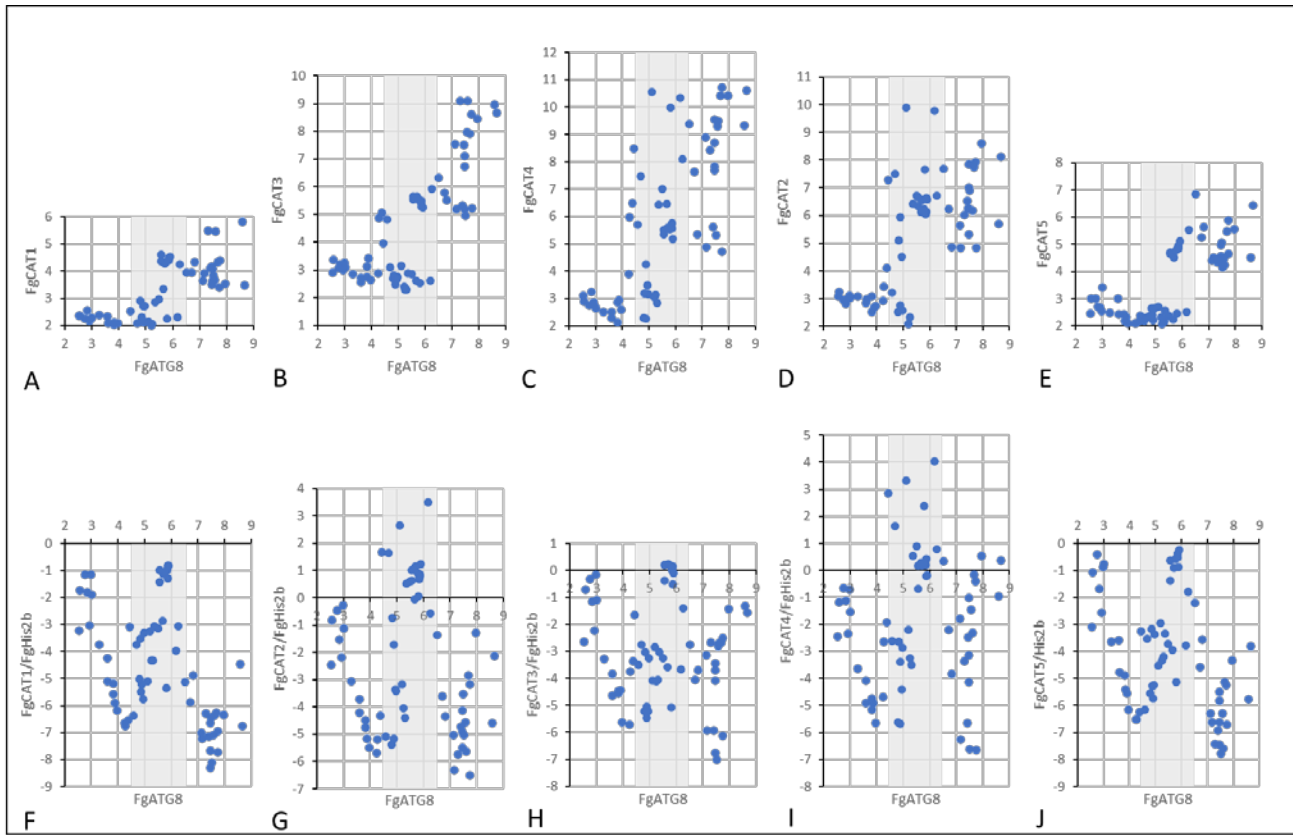 FgCAT1
6
5
4
3
2
2 3 4 5 6 7 8 9
FgATG8
A
FgCAT3
10
9
8
7
6
5
4
3
2
1
2 3 4 5 6 7 8 9
FgATG8
B
FgCAT4
12
11
10
9
8
7
6
5
4
3
2
2 3 4 5 6 7 8 9
FgATG8
C
FgCAT2
11
10
9
8
7
6
5
4
3
2
2 3 4 5 6 7 8 9
FgATG8
D
FgCAT5
8
7
6
5
4
3
2
2 3 4 5 6 7 8 9
FgATG8
E
FgCAT1/FgHis2b
2 3 4 5 6 7 8 9
0
-1
-2
-3
-4
-5
-6
-7
-8
-9
FgATG8
F
FgCAT2/FgHis2b
4
3
2
1
0
2 3 4 5 6 7 8 9
-1
-2
-3
-4
-5
-6
-7
FgATG8
G
FgCAT3/FgHis2b
1
0
2 3 4 5 6 7 8 9
-1
-2
-3
-4
-5
-6
-7
-8
FgATG8
H
FgCAT4/FgHis2b
5
4
3
2
1
0
2 3 4 5 6 7 8 9
-1
-2
-3
-4
-5
-6
-7
-8
FgATG8
I
FgCAT5/His2b
2 3 4 5 6 7 8 9
0
-1
-2
-3
-4
-5
-6
-7
-8
-9
FgATG8
J